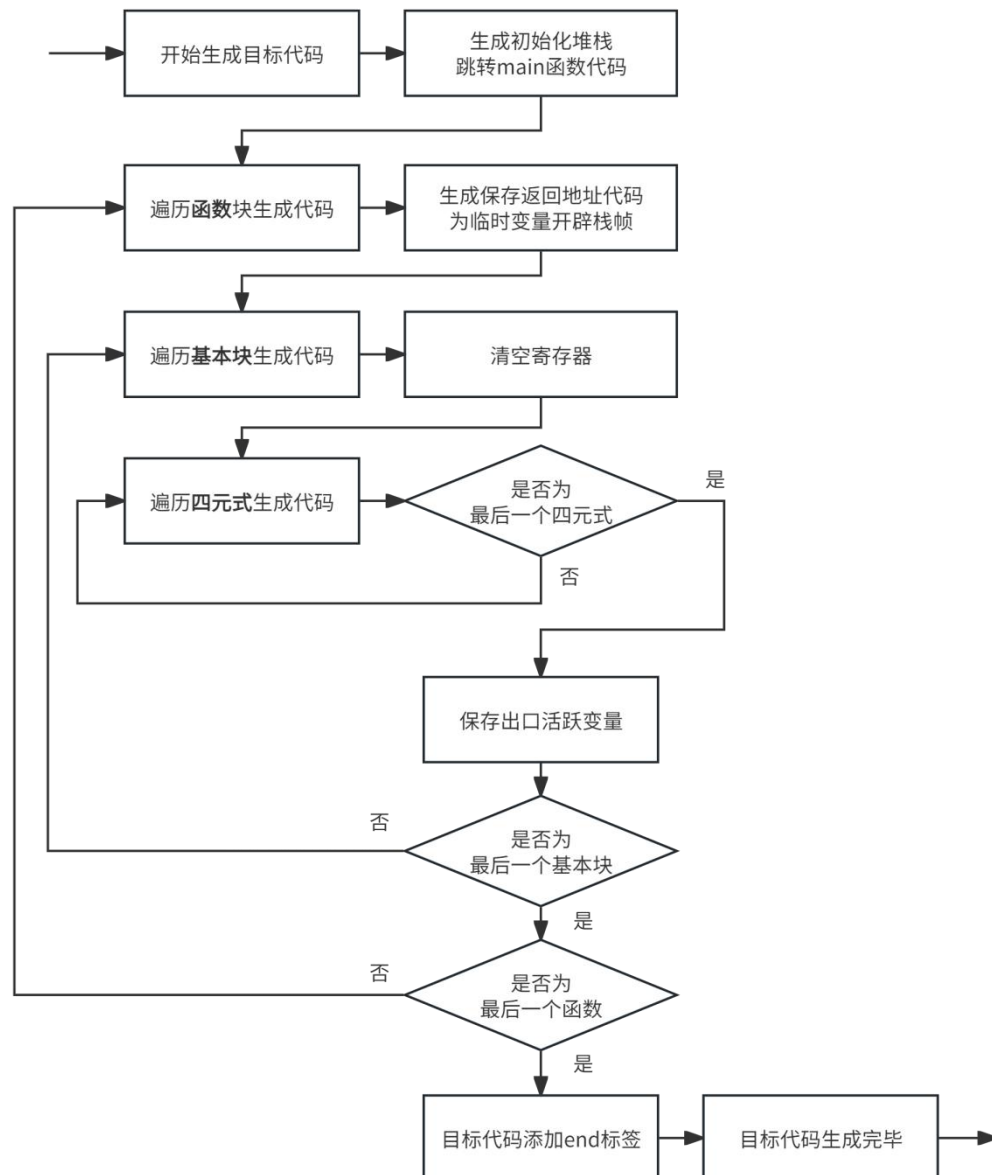 开始生成目标代码
生成初始化堆栈
跳转main函数代码
遍历函数块生成代码
生成保存返回地址代码
为临时变量开辟栈帧
遍历基本块生成代码
清空寄存器
遍历四元式生成代码
是否为
最后一个四元式
是
否
保存出口活跃变量
否
是否为
最后一个基本块
是
否
是否为
最后一个函数
是
目标代码添加end标签
目标代码生成完毕